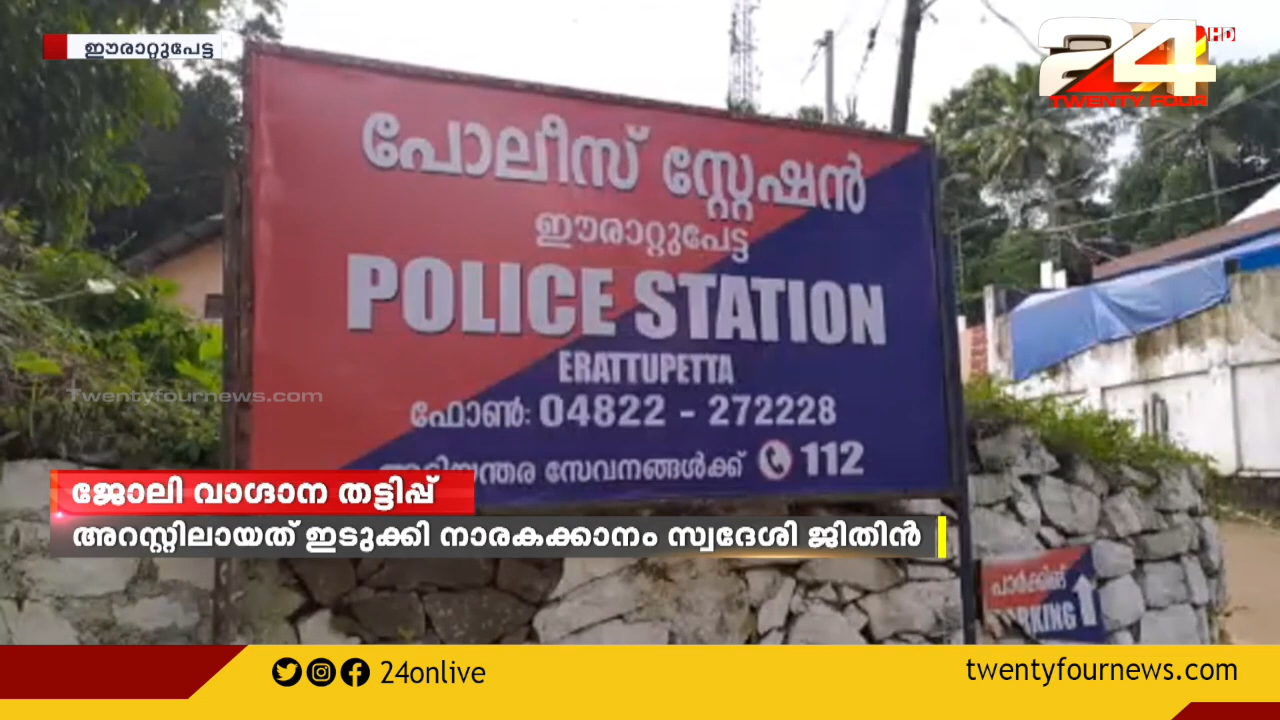 ഈരാറ്റുപേട്ട
24
HD
TWENTY FOUR
പോലീസ് സ്റ്റേഷൻ
ഈരാറ്റുപേട്ട
POLICE STATION
ERATTUPETTA
ഫോൺ: 04822 - 272228
സേവനങ്ങൾക്ക് 112
Twentyfournews.com
ജോലി വാഗ്ദാന തട്ടിപ്പ്
അറസ്റ്റിലായത് ഇടുക്കി നാരകക്കാനം സ്വദേശി ജിതിൻ
പാർക്കിങ്
24onlive
twentyfournews.com